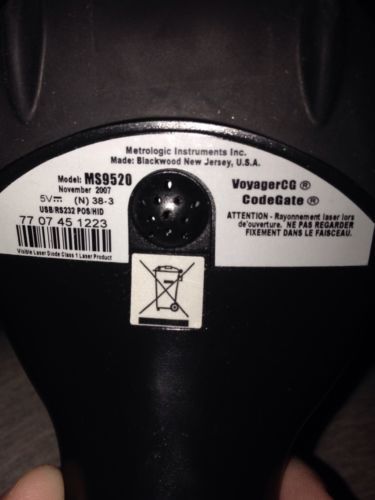 Metrologic Instruments Inc.
Made: Blackwood New Jersey, U.S.A.
Model: MS9520
November 2007
5V⎓ (N) 38-3
USB/RS232 POS/HID
77 07 45 1223
Visible Laser Diode Class 1 Laser Product
VoyagerCG ®
CodeGate ®
ATTENTION - Rayonnement laser lors
d'ouverture. NE PAS REGARDER
FIXEMENT DANS LE FAISCEAU.